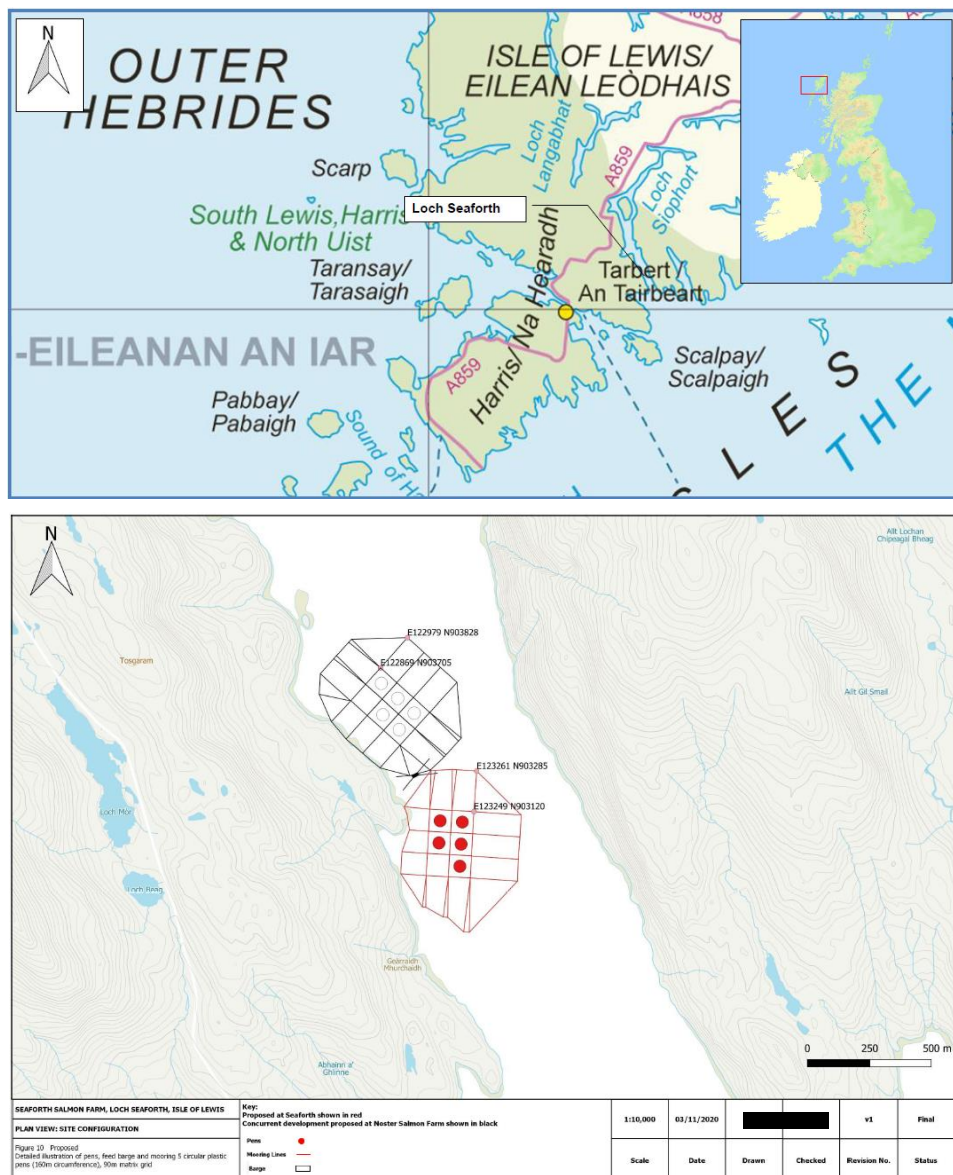 N
OUTER
HEBRIDES
ISLE OF LEWIS/
EILEAN LEÒDHAIS
A858
Scarp
Loch
Langabhat
A859
Loch
Siophort
Loch Seaforth
South Lewis, Harris
& North Uist
Taransay/
Tarasaigh
Harris/ Na Hearadh
Tarbert /
An Tairbeart
-EILEANAN AN IAR
A859
Scalpay/
Scalpaigh
Pabbay/
Pabaigh
Sound of
L E S
THE
N
Allt Lochan
Chipeagal Bheag
E122979 N903828
E122869 N903705
Tosgaram
Allt Gil Smail
E123261 N903285
E123249 N903120
Loch Mòr
Loch Beag
Gearraidh
Mhurchaidh
Abhainn a'
Ghlinne
0 250 500 m
SEAFORTH SALMON FARM, LOCH SEAFORTH, ISLE OF LEWIS
PLAN VIEW: SITE CONFIGURATION
Figure 10 Proposed
Detailed illustration of pens, feed barge and mooring 5 circular plastic
pens (160m circumference), 90m matrix grid
Key:
Proposed at Seaforth shown in red
Concurrent development proposed at Noster Salmon Farm shown in black
Pens
Mooring Lines
Barge
1:10,000 03/11/2020 v1 Final
Scale Date Drawn Checked Revision No. Status